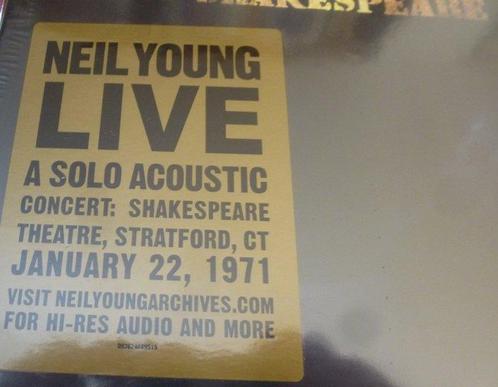 SHAKESPEARE
NEIL YOUNG
LIVE
A SOLO ACOUSTIC
CONCERT: SHAKESPEARE
THEATRE, STRATFORD, CT
JANUARY 22, 1971
VISIT NEILYOUNGARCHIVES.COM
FOR HI-RES AUDIO AND MORE